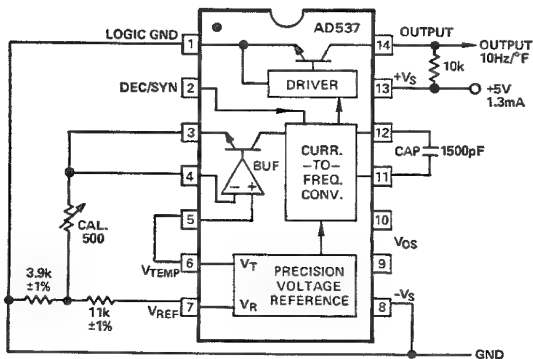 AD537
LOGIC GND
1
14
OUTPUT
OUTPUT
10Hz/°F
10k
DRIVER
13
+VS
+5V
1.3mA
DEC/SYN
2
3
12
CURR.
-TO-
FREQ.
CONV.
CAP
1500pF
BUF
4
11
− +
5
10
CAL.
500
VOS
6
9
VTEMP
VT
PRECISION
VOLTAGE
REFERENCE
3.9k
±1%
11k
±1%
VREF
7
VR
8
-VS
GND